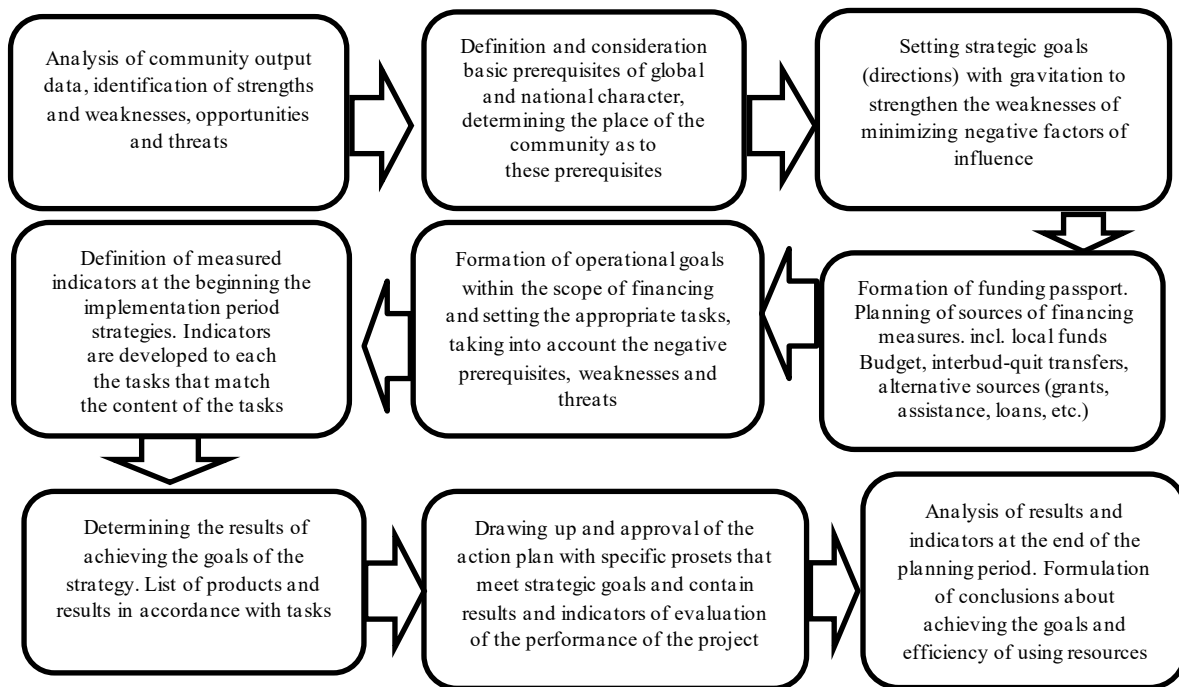 Analysis of community output
data, identification of strengths
and weaknesses, opportunities
and threats
Definition and consideration
basic prerequisites of global
and national character,
determining the place of the
community as to
these prerequisites
Setting strategic goals
(directions) with gravitation to
strengthen the weaknesses of
minimizing negative factors of
influence
Formation of funding passport.
Planning of sources of financing
measures. incl. local funds
Budget, interbud-quit transfers,
alternative sources (grants,
assistance, loans, etc.)
Formation of operational goals
within the scope of financing
and setting the appropriate tasks,
taking into account the negative
prerequisites, weaknesses and
threats
Definition of measured
indicators at the beginning the
implementation period
strategies. Indicators
are developed to each
the tasks that match
the content of the tasks
Determining the results of
achieving the goals of the
strategy. List of products and
results in accordance with tasks
Drawing up and approval of the
action plan with specific prosets that
meet strategic goals and contain
results and indicators of evaluation
of the performance of the project
Analysis of results and
indicators at the end of the
planning period. Formulation
of conclusions about
achieving the goals and
efficiency of using resources